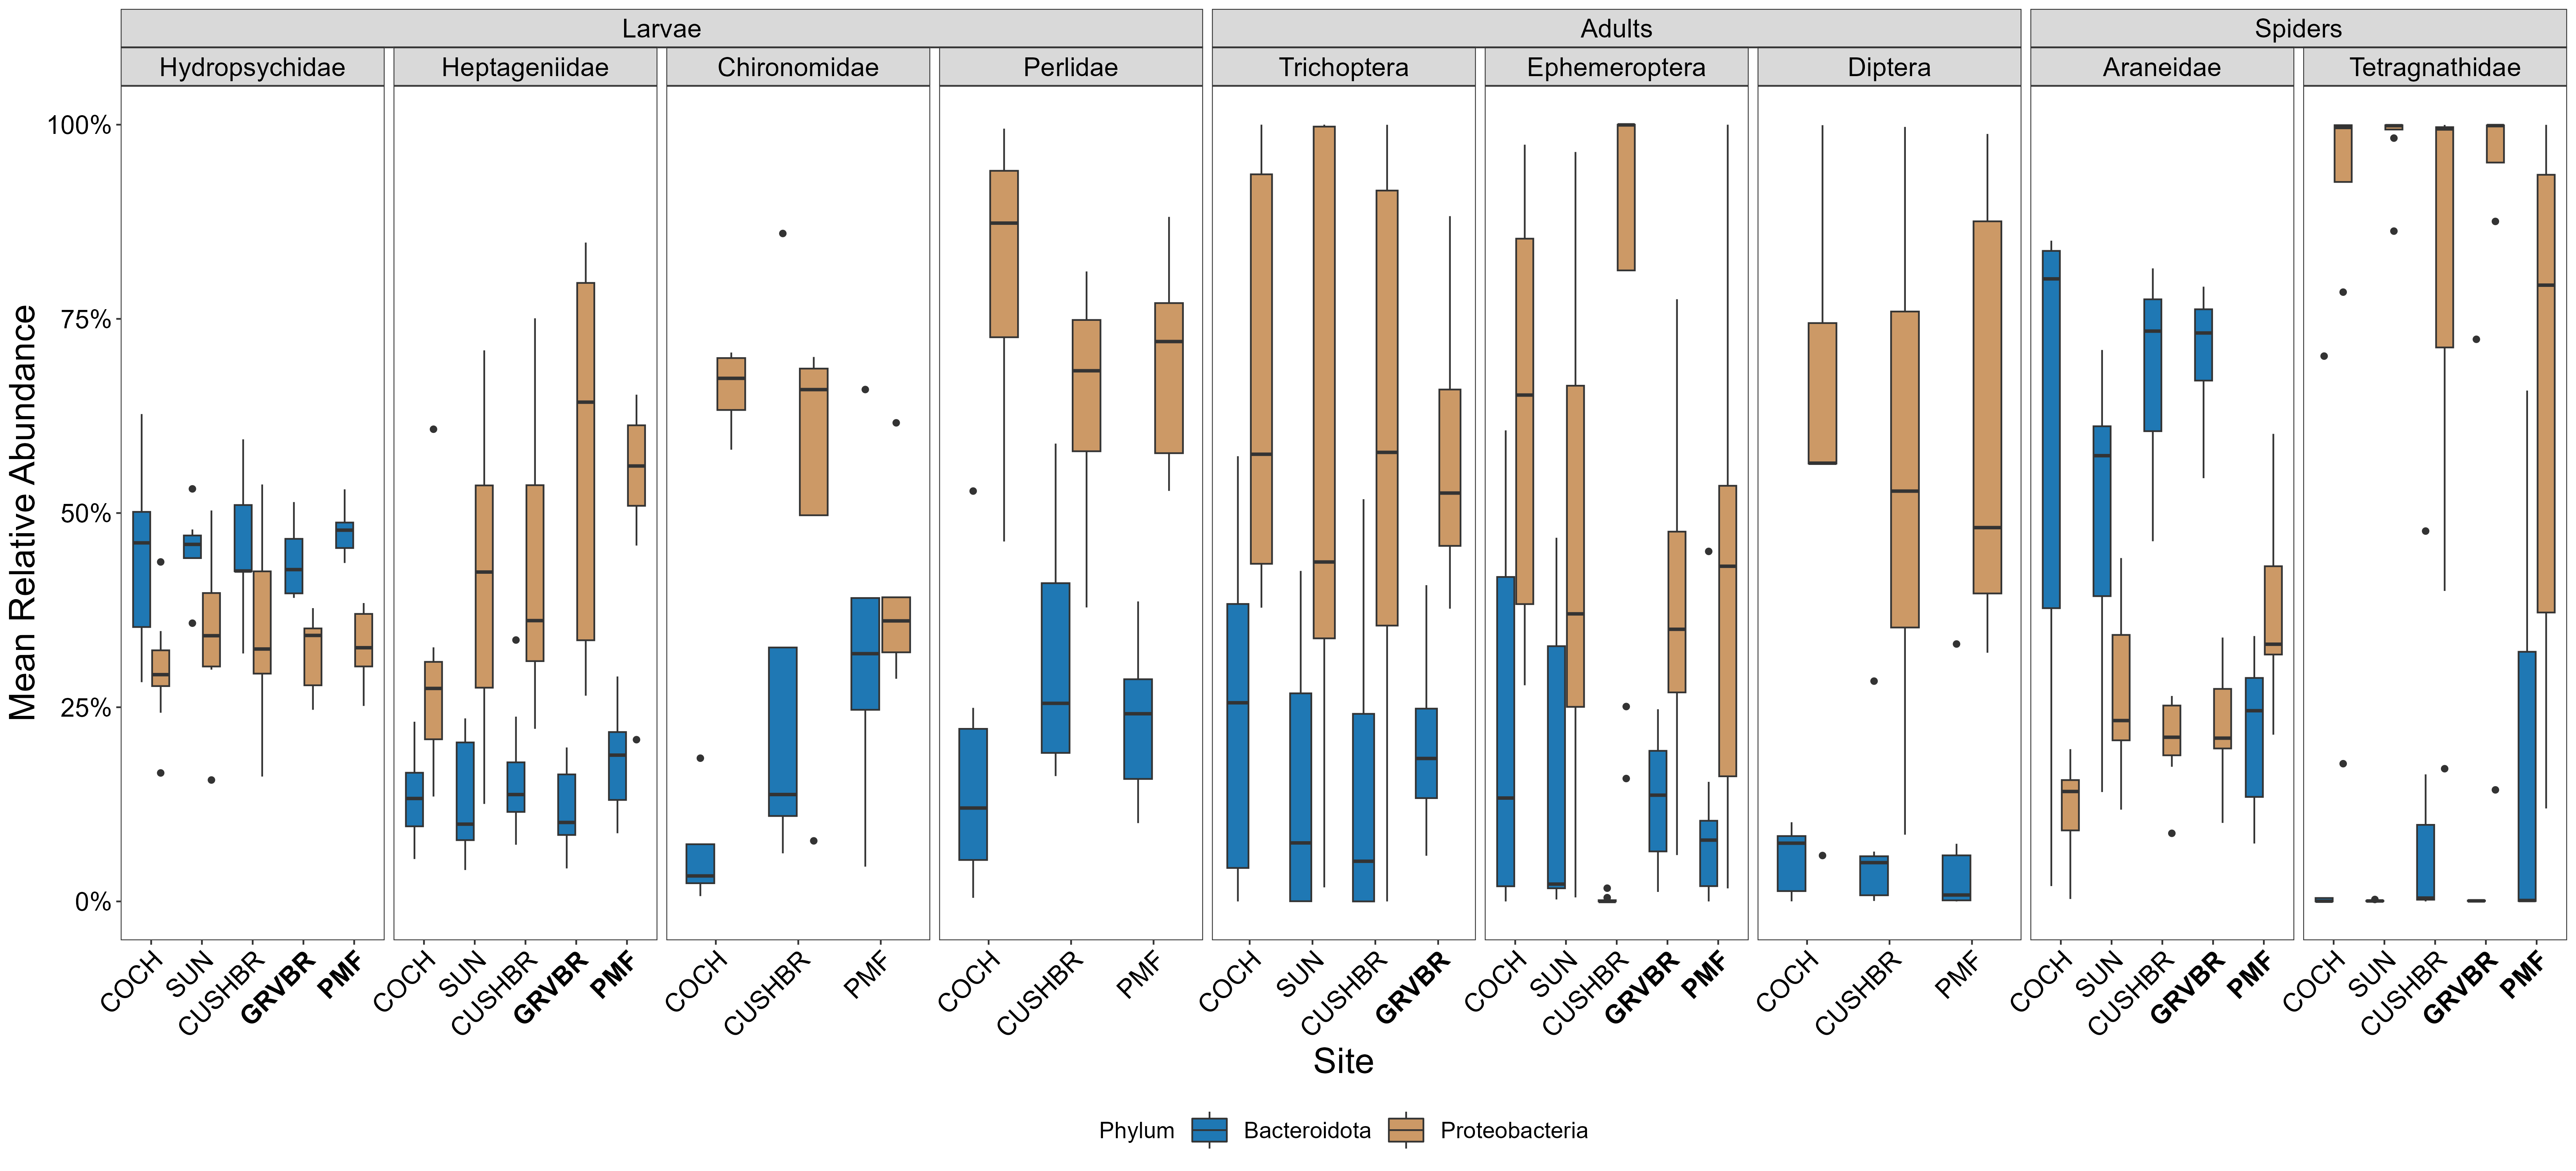 Larvae Adults Spiders
Hydropsychidae Heptageniidae Chironomidae Perlidae Trichoptera Ephemeroptera Diptera Araneidae Tetragnathidae
Mean Relative Abundance
100%
75%
50%
25%
0%
COCH SUN CUSHBR GRVBR PMF COCH SUN CUSHBR GRVBR PMF COCH CUSHBR PMF COCH CUSHBR PMF COCH SUN CUSHBR GRVBR COCH SUN CUSHBR GRVBR PMF COCH CUSHBR PMF COCH SUN CUSHBR GRVBR PMF COCH SUN CUSHBR GRVBR PMF
Site
Phylum Bacteroidota Proteobacteria